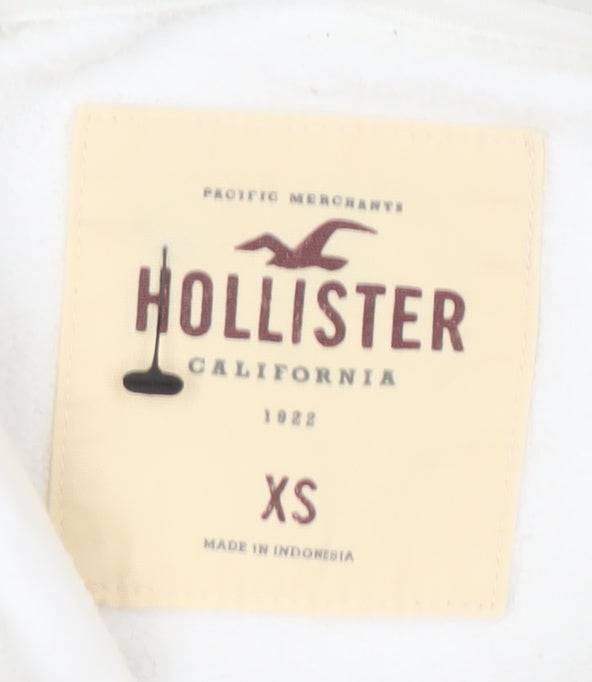 PACIFIC MERCHANTS
HOLLISTER
CALIFORNIA
1922
XS
MADE IN INDONESIA